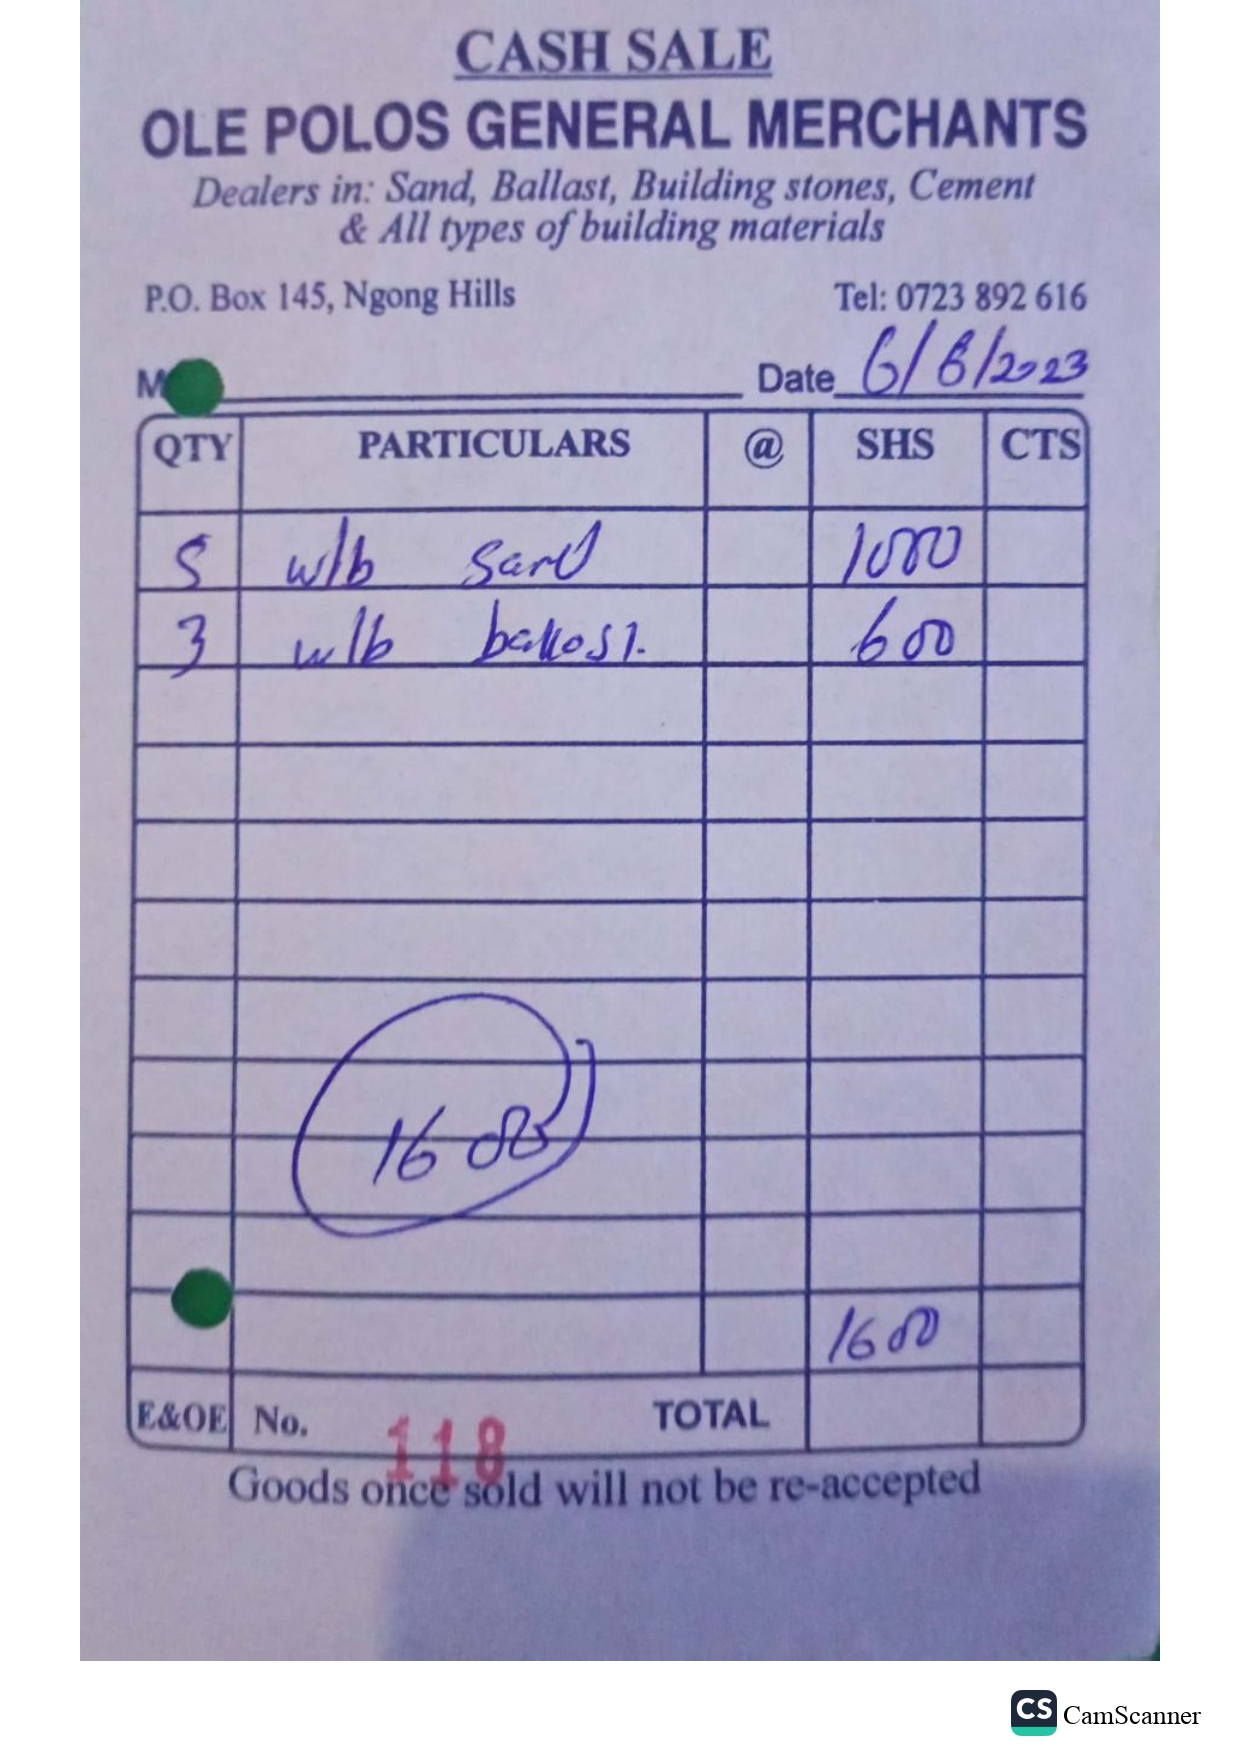 CASH SALE
OLE POLOS GENERAL MERCHANTS
Dealers in: Sand, Ballast, Building stones, Cement
& All types of building materials
P.O. Box 145, Ngong Hills Tel: 0723 892 616
M Date 6/6/2023
QTY PARTICULARS @ SHS CTS
5 w/b sand 1000
3 w/b ballast. 600
1600
1600
E&OE No. 118 TOTAL
Goods once sold will not be re-accepted
CS CamScanner